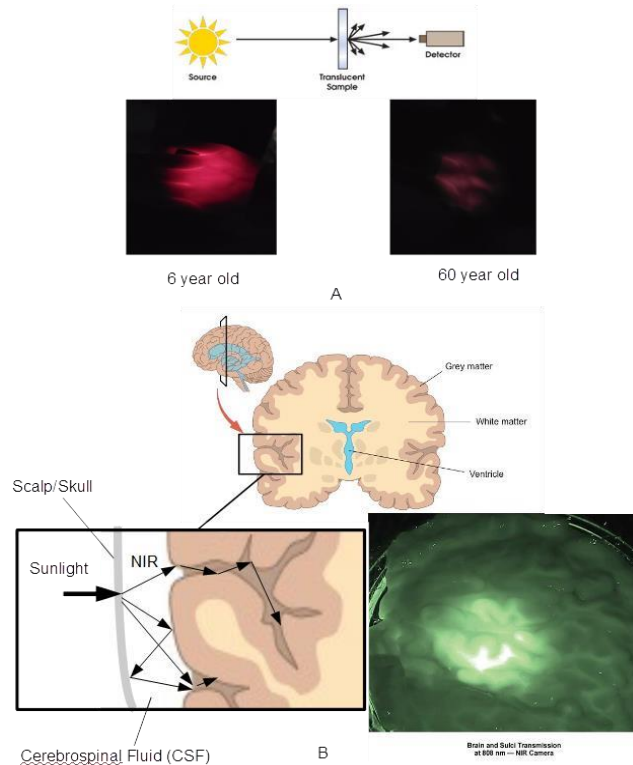 Source
Translucent
Sample
Detector
6 year old
60 year old
A
Grey matter
White matter
Ventricle
Scalp/Skull
Sunlight
NIR
Cerebrospinal Fluid (CSF)
B
Brain and Sulci Transmission
at 808 nm — NIR Camera